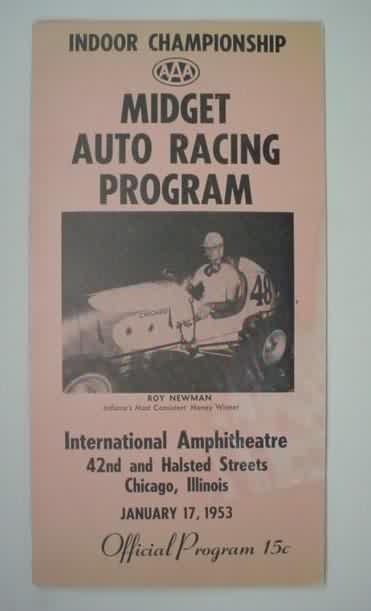 INDOOR CHAMPIONSHIP
AAA
MIDGET
AUTO RACING
PROGRAM
48
ROY NEWMAN
Indiana's Most Consistent Money Winner
International Amphitheatre
42nd and Halsted Streets
Chicago, Illinois
JANUARY 17, 1953
Official Program 15c